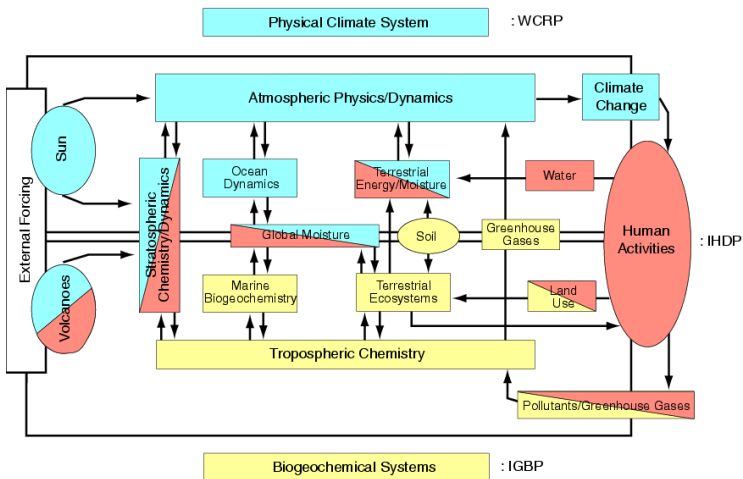 Physical Climate System
: WCRP
Atmospheric Physics/Dynamics
Climate
Change
External Forcing
Sun
Stratospheric
Chemistry/Dynamics
Ocean
Dynamics
Terrestrial
Energy/Moisture
Water
Human
Activities
: IHDP
Global Moisture
Soil
Greenhouse
Gases
Volcanoes
Marine
Biogeochemistry
Terrestrial
Ecosystems
Land
Use
Tropospheric Chemistry
Pollutants/Greenhouse Gases
Biogeochemical Systems
: IGBP